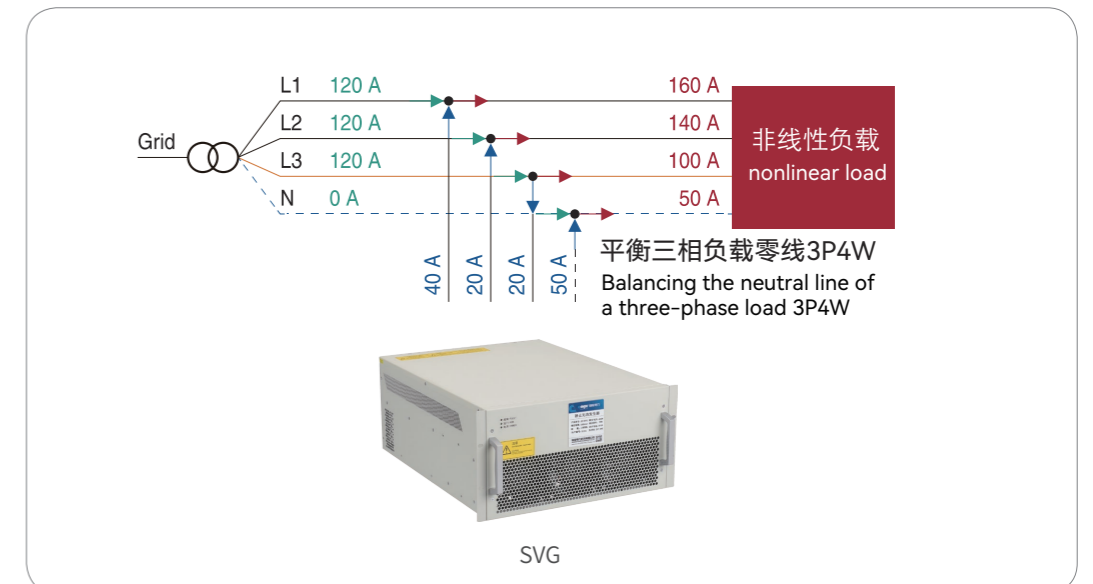 L1 120 A 160 A
L2 120 A 140 A
Grid
L3 120 A 100 A
N 0 A 50 A
非线性负载
nonlinear load
40 A
20 A
20 A
50 A
平衡三相负载零线3P4W
Balancing the neutral line of
a three-phase load 3P4W
SVG